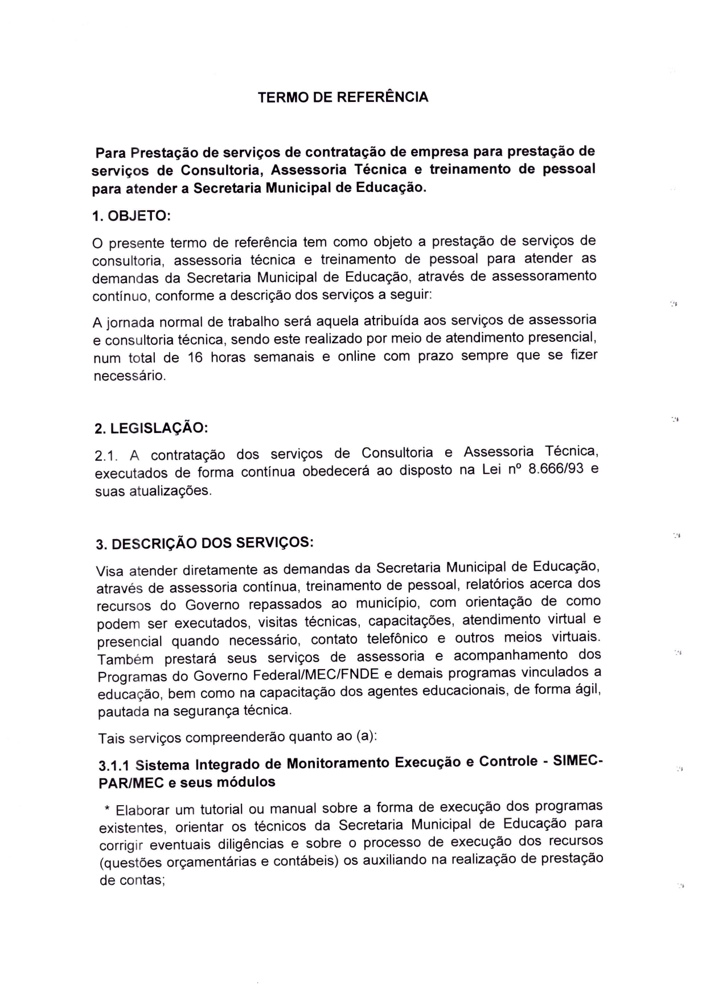 TERMO DE REFERÊNCIA
Para Prestação de serviços de contratação de empresa para prestação de
serviços de Consultoria, Assessoria Técnica e treinamento de pessoal
para atender a Secretaria Municipal de Educação.
1. OBJETO:
O presente termo de referência tem como objeto a prestação de serviços de
consultoria, assessoria técnica e treinamento de pessoal para atender as
demandas da Secretaria Municipal de Educação, através de assessoramento
contínuo, conforme a descrição dos serviços a seguir:
A jornada normal de trabalho será aquela atribuída aos serviços de assessoria
e consultoria técnica, sendo este realizado por meio de atendimento presencial,
num total de 16 horas semanais e online com prazo sempre que se fizer
necessário.
2. LEGISLAÇÃO:
2.1. A contratação dos serviços de Consultoria e Assessoria Técnica,
executados de forma contínua obedecerá ao disposto na Lei nº 8.666/93 e
suas atualizações.
3. DESCRIÇÃO DOS SERVIÇOS:
Visa atender diretamente as demandas da Secretaria Municipal de Educação,
através de assessoria contínua, treinamento de pessoal, relatórios acerca dos
recursos do Governo repassados ao município, com orientação de como
podem ser executados, visitas técnicas, capacitações, atendimento virtual e
presencial quando necessário, contato telefônico e outros meios virtuais.
Também prestará seus serviços de assessoria e acompanhamento dos
Programas do Governo Federal/MEC/FNDE e demais programas vinculados a
educação, bem como na capacitação dos agentes educacionais, de forma ágil,
pautada na segurança técnica.
Tais serviços compreenderão quanto ao (a):
3.1.1 Sistema Integrado de Monitoramento Execução e Controle - SIMEC-
PAR/MEC e seus módulos
* Elaborar um tutorial ou manual sobre a forma de execução dos programas
existentes, orientar os técnicos da Secretaria Municipal de Educação para
corrigir eventuais diligências e sobre o processo de execução dos recursos
(questões orçamentárias e contábeis) os auxiliando na realização de prestação
de contas;